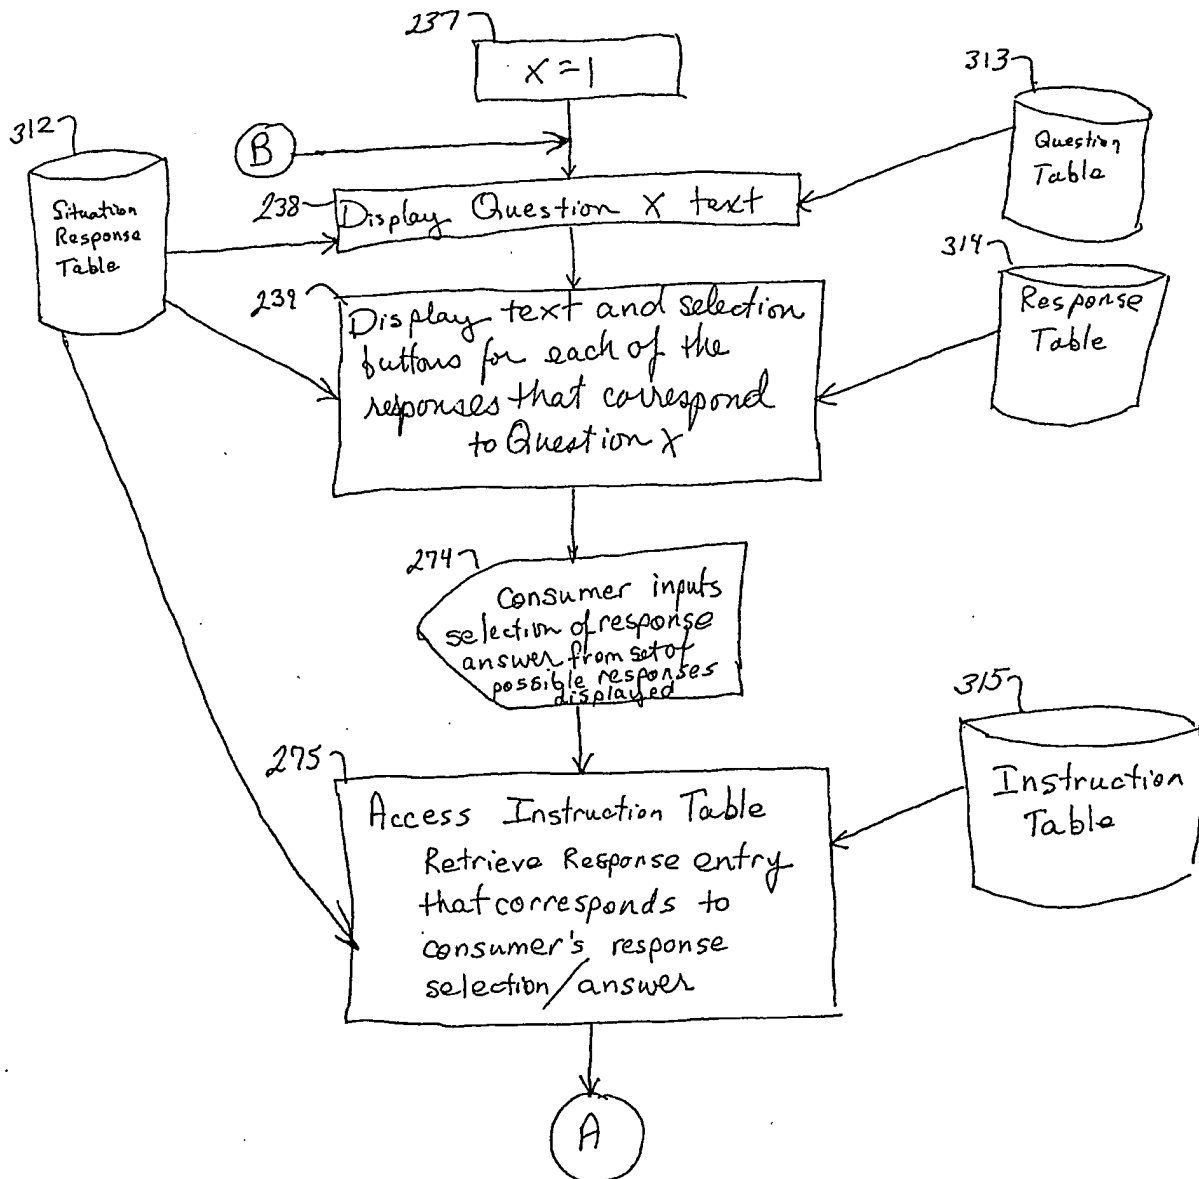 237
X = 1
313
Question
Table
312
Situation
Response
Table
B
238
Display Question X text
314
Response
Table
239
Display text and selection
buttons for each of the
responses that correspond
to Question X
274
Consumer inputs
selection of response
answer from set of
possible responses
displayed
315
Instruction
Table
275
Access Instruction Table
Retrieve Response entry
that corresponds to
consumer's response
selection/answer
A